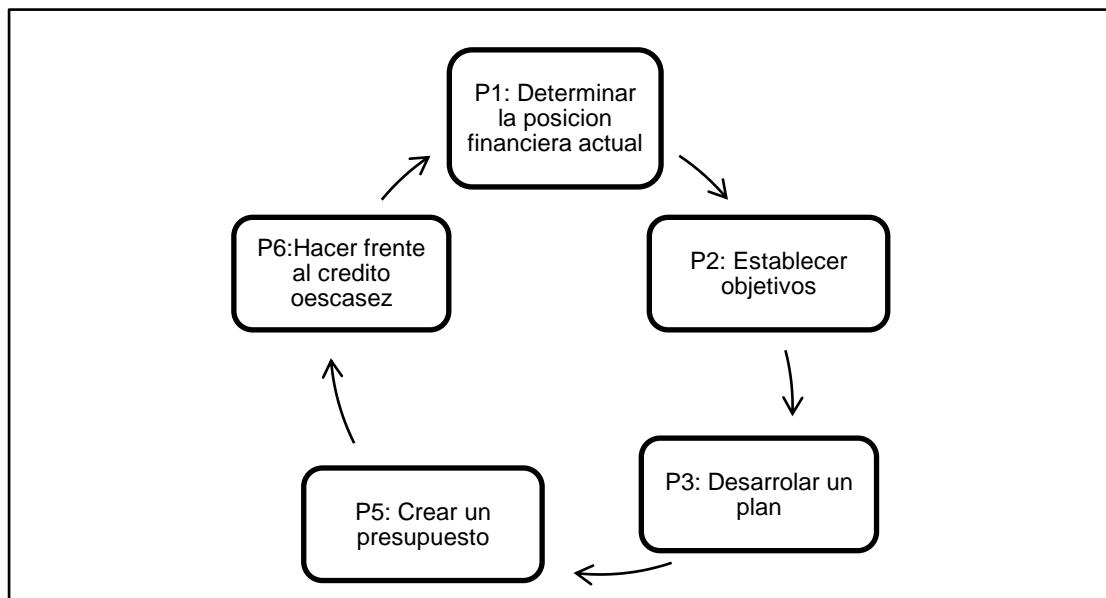 P1: Determinar
la posicion
financiera actual
P2: Establecer
objetivos
P3: Desarrolar un
plan
P5: Crear un
presupuesto
P6:Hacer frente
al credito
oescasez